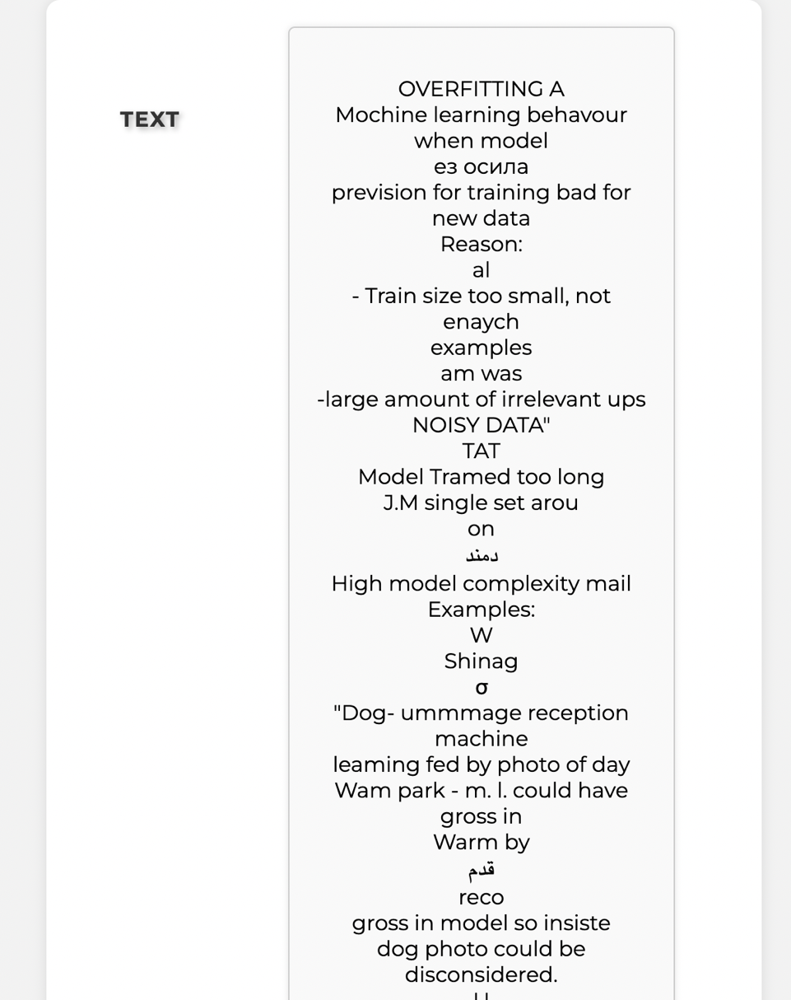 TEXT
OVERFITTING A
Mochine learning behavour
when model
ез осила
prevision for training bad for
new data
Reason:
al
- Train size too small, not
enaych
examples
am was
-large amount of irrelevant ups
NOISY DATA"
TAT
Model Tramed too long
J.M single set arou
on
دمند
High model complexity mail
Examples:
W
Shinag
σ
"Dog- ummmage reception
machine
leaming fed by photo of day
Wam park - m. l. could have
gross in
Warm by
قدم
reco
gross in model so insiste
dog photo could be
disconsidered.